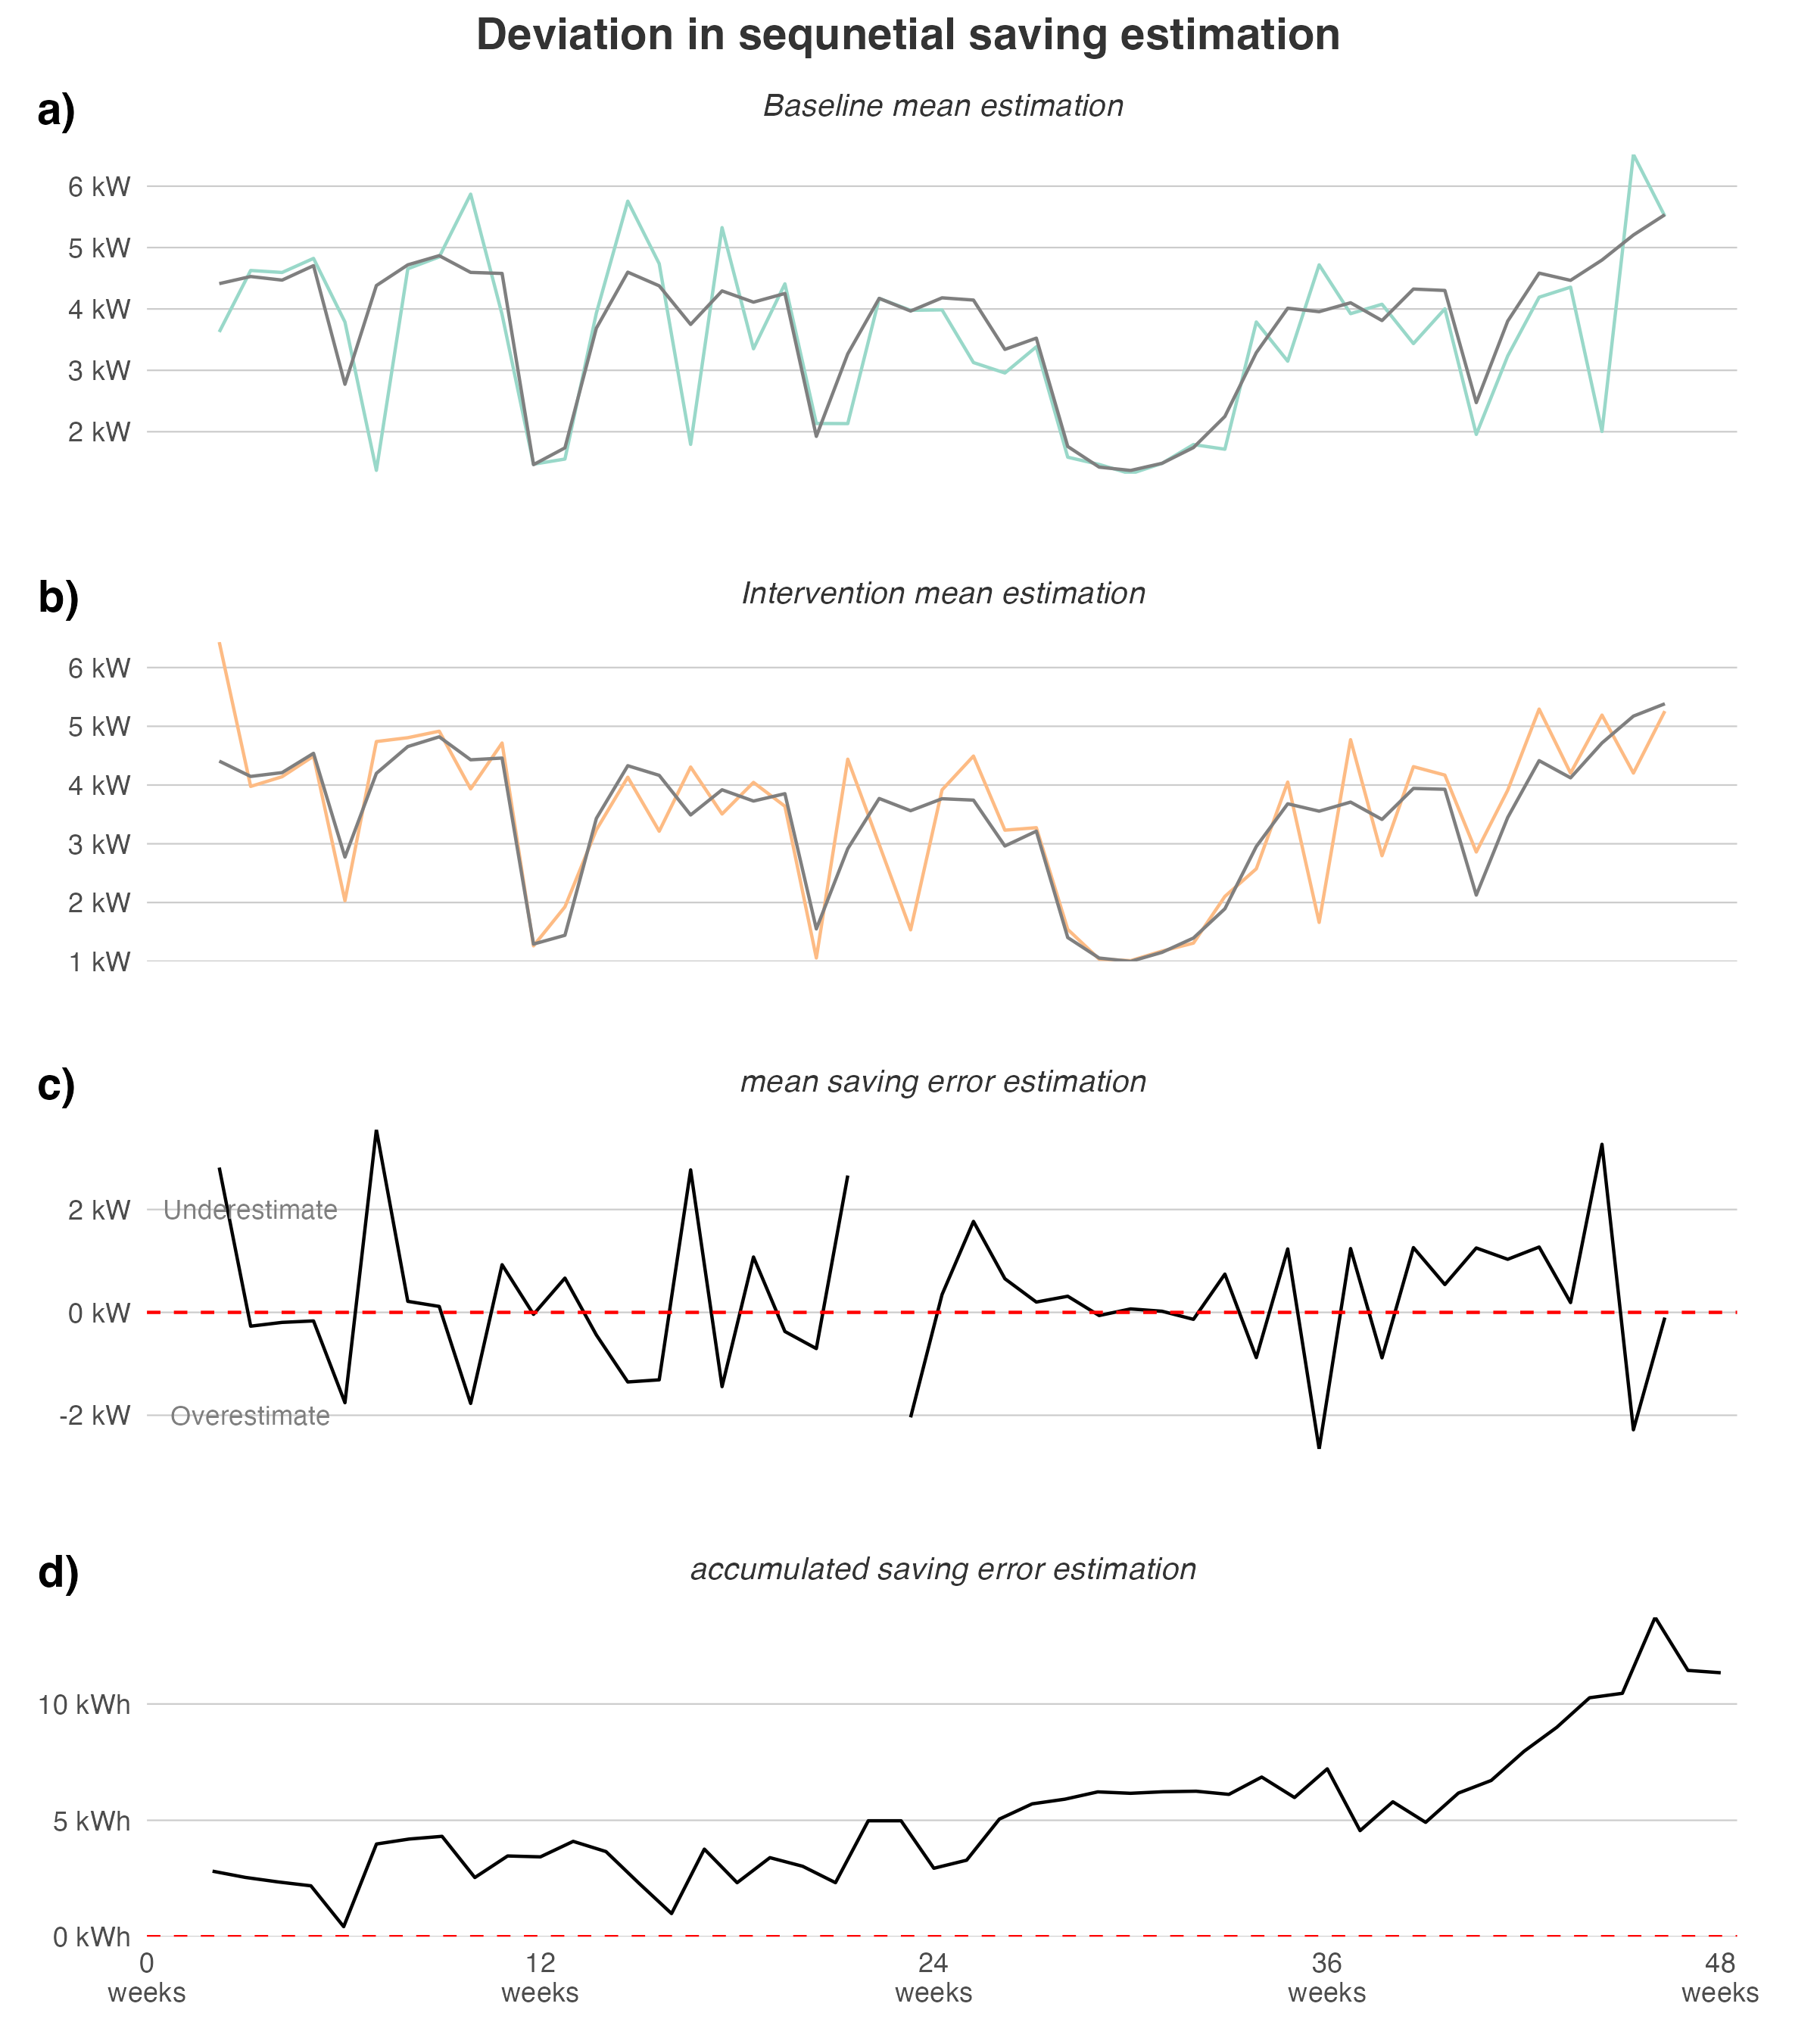 Deviation in sequnetial saving estimation
a)
Baseline mean estimation
6 kW
5 kW
4 kW
3 kW
2 kW
b)
Intervention mean estimation
6 kW
5 kW
4 kW
3 kW
2 kW
1 kW
c)
mean saving error estimation
2 kW
Underestimate
0 kW
-2 kW
Overestimate
d)
accumulated saving error estimation
10 kWh
5 kWh
0 kWh
0 12 24 36 48
weeks weeks weeks weeks weeks